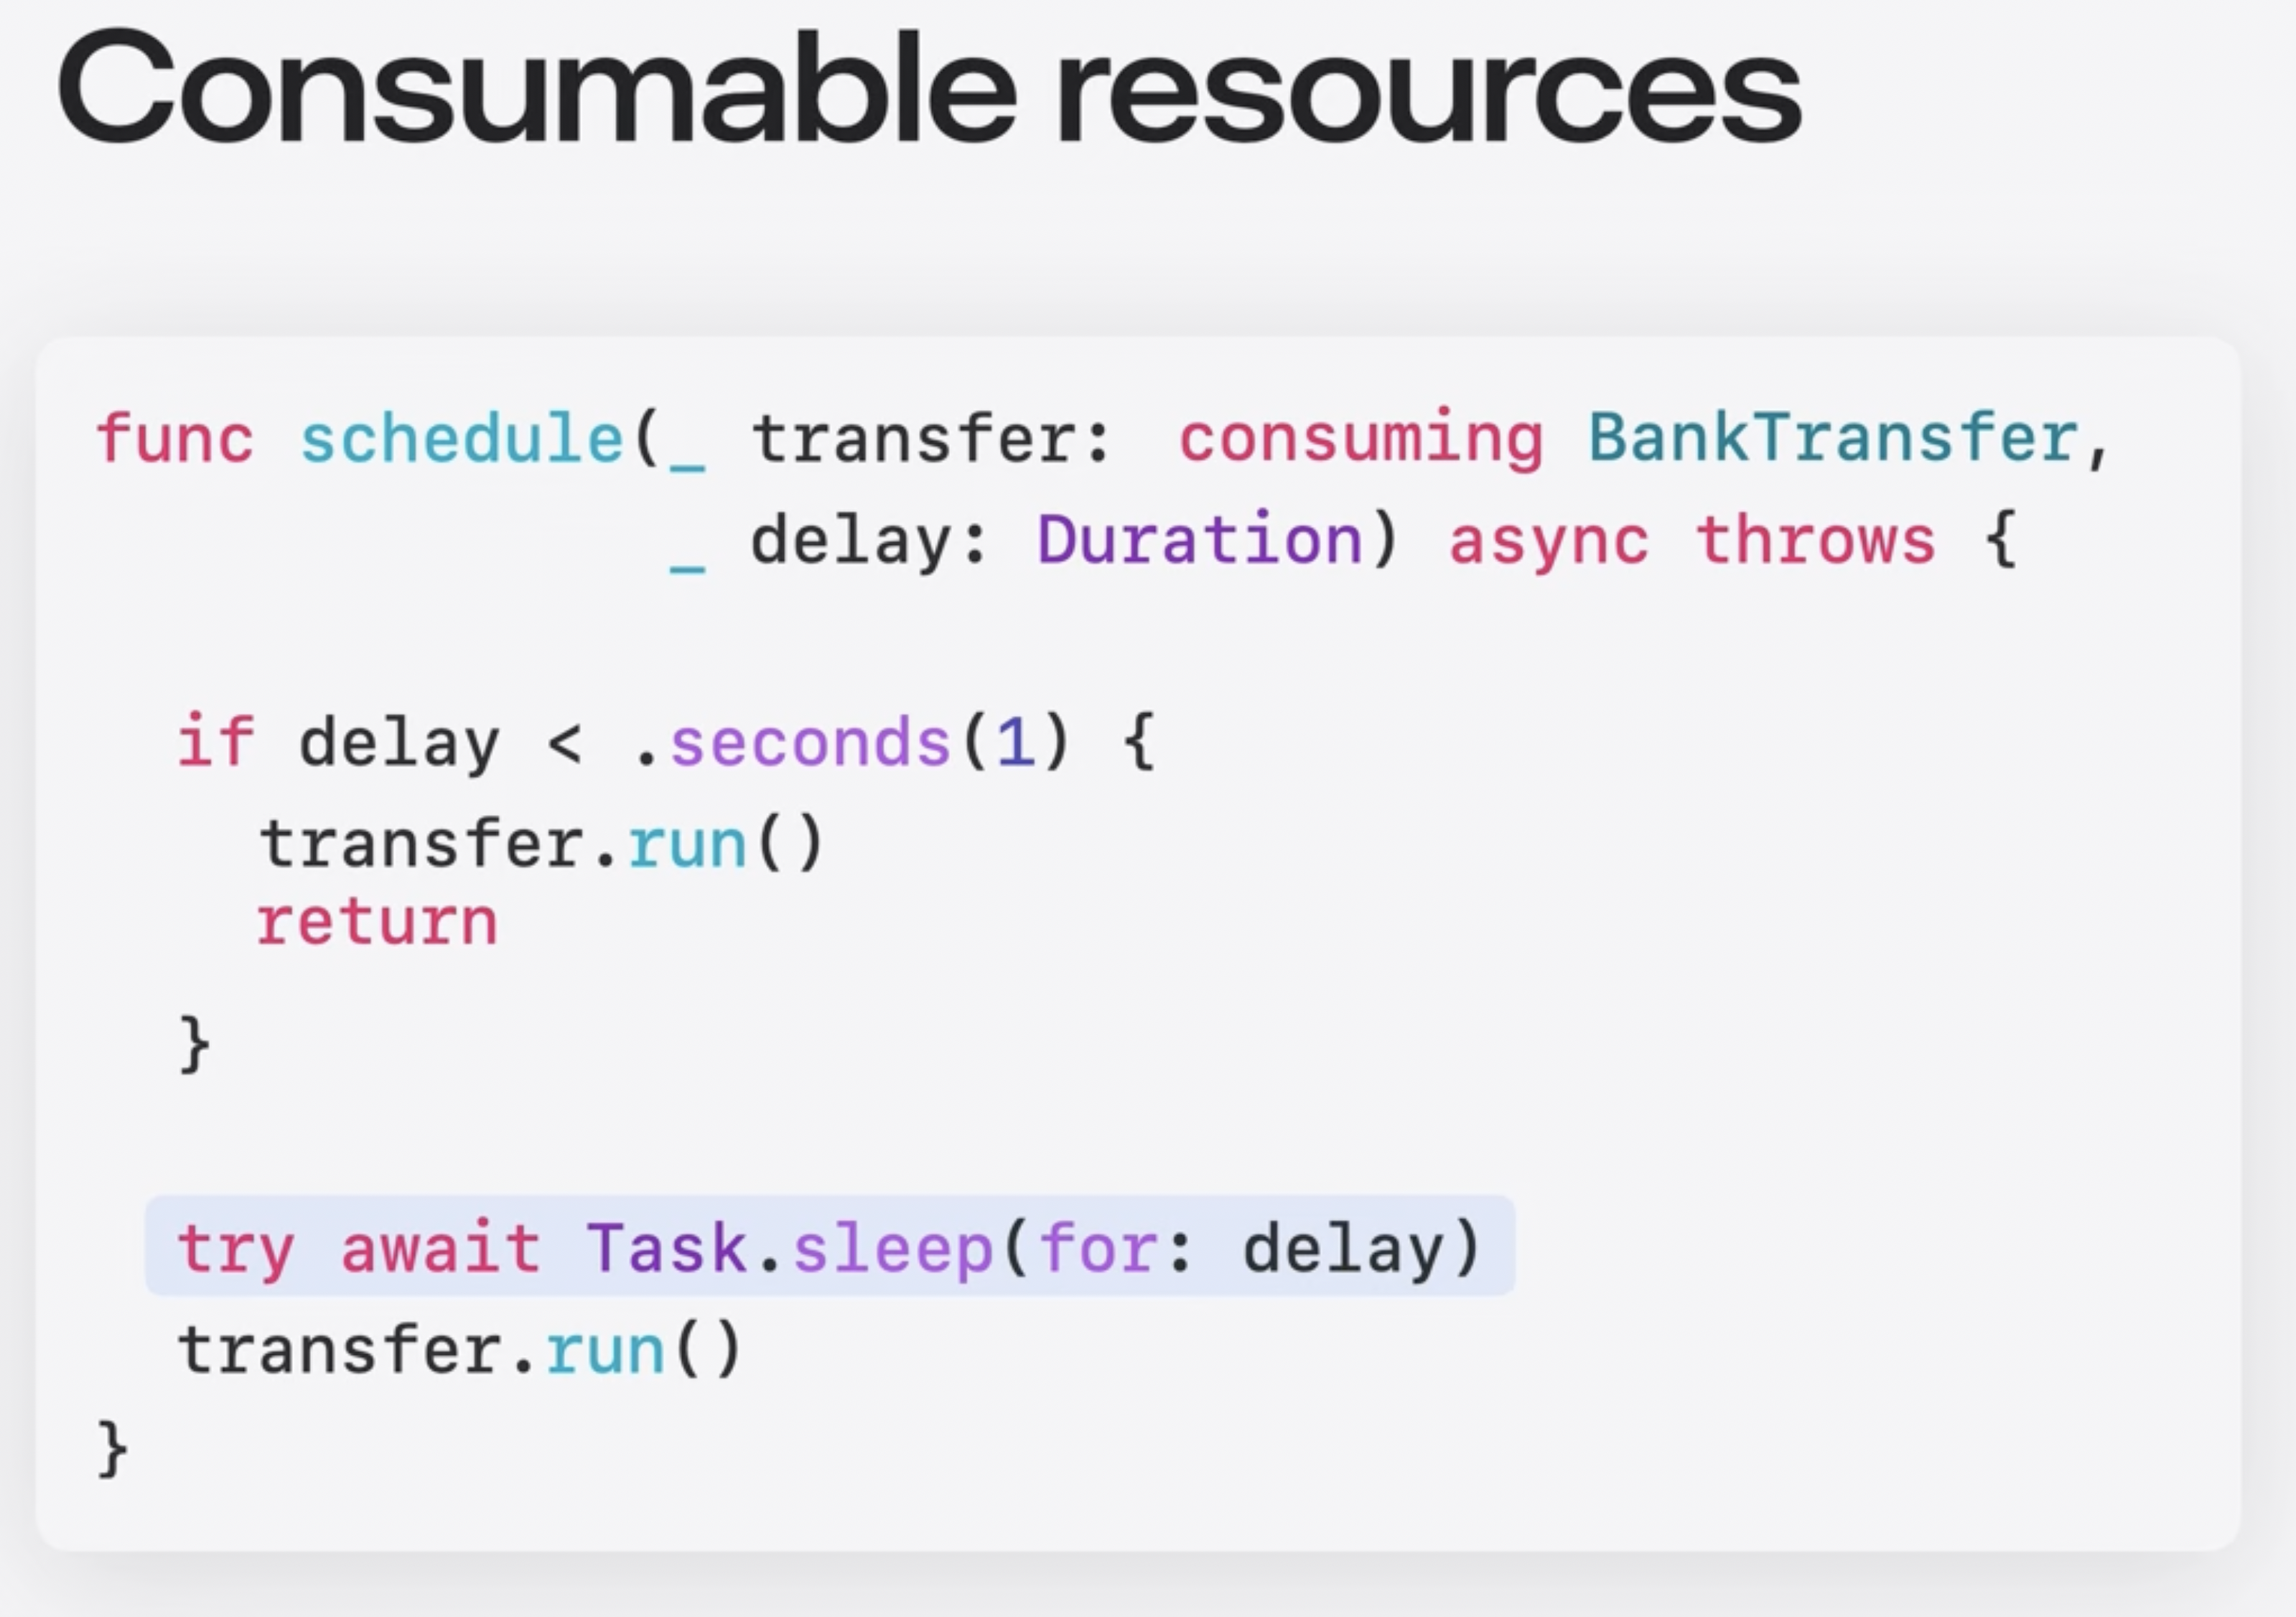 Consumable resources
func schedule(_ transfer: consuming BankTransfer,
_ delay: Duration) async throws {
if delay < .seconds(1) {
transfer.run()
return
}
try await Task.sleep(for: delay)
transfer.run()
}